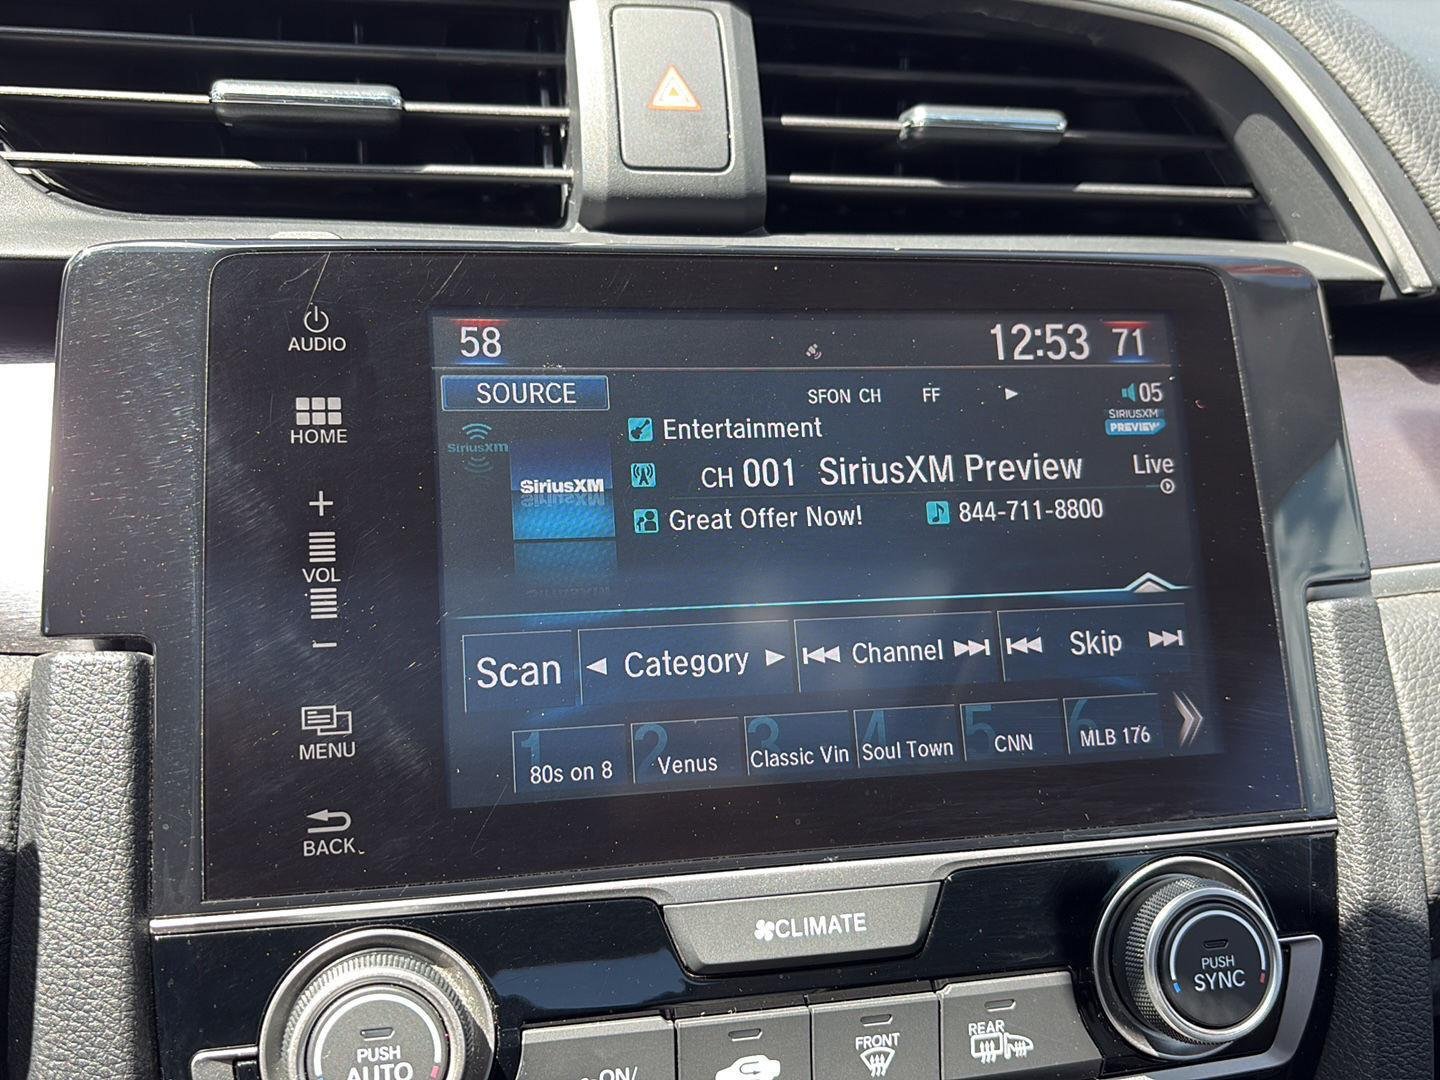 AUDIO
HOME
+
VOL
−
MENU
BACK
58
12:53
71
SOURCE
SFON CH
FF
05
SiriusXM
SiriusXM
Entertainment
SIRIUSXM
PREVIEW
CH 001 SiriusXM Preview
Live
Great Offer Now!
844-711-8800
Scan
Category
Channel
Skip
1
80s on 8
2
Venus
3
Classic Vin
4
Soul Town
5
CNN
6
MLB 176
CLIMATE
PUSH
AUTO
ON/
FRONT
REAR
PUSH
SYNC